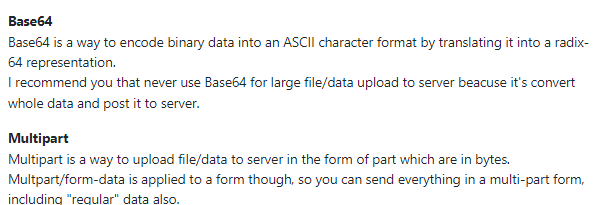 Base64
Base64 is a way to encode binary data into an ASCII character format by translating it into a radix-
64 representation.
I recommend you that never use Base64 for large file/data upload to server beacuse it's convert
whole data and post it to server.
Multipart
Multipart is a way to upload file/data to server in the form of part which are in bytes.
Multpart/form-data is applied to a form though, so you can send everything in a multi-part form,
including "regular" data also.